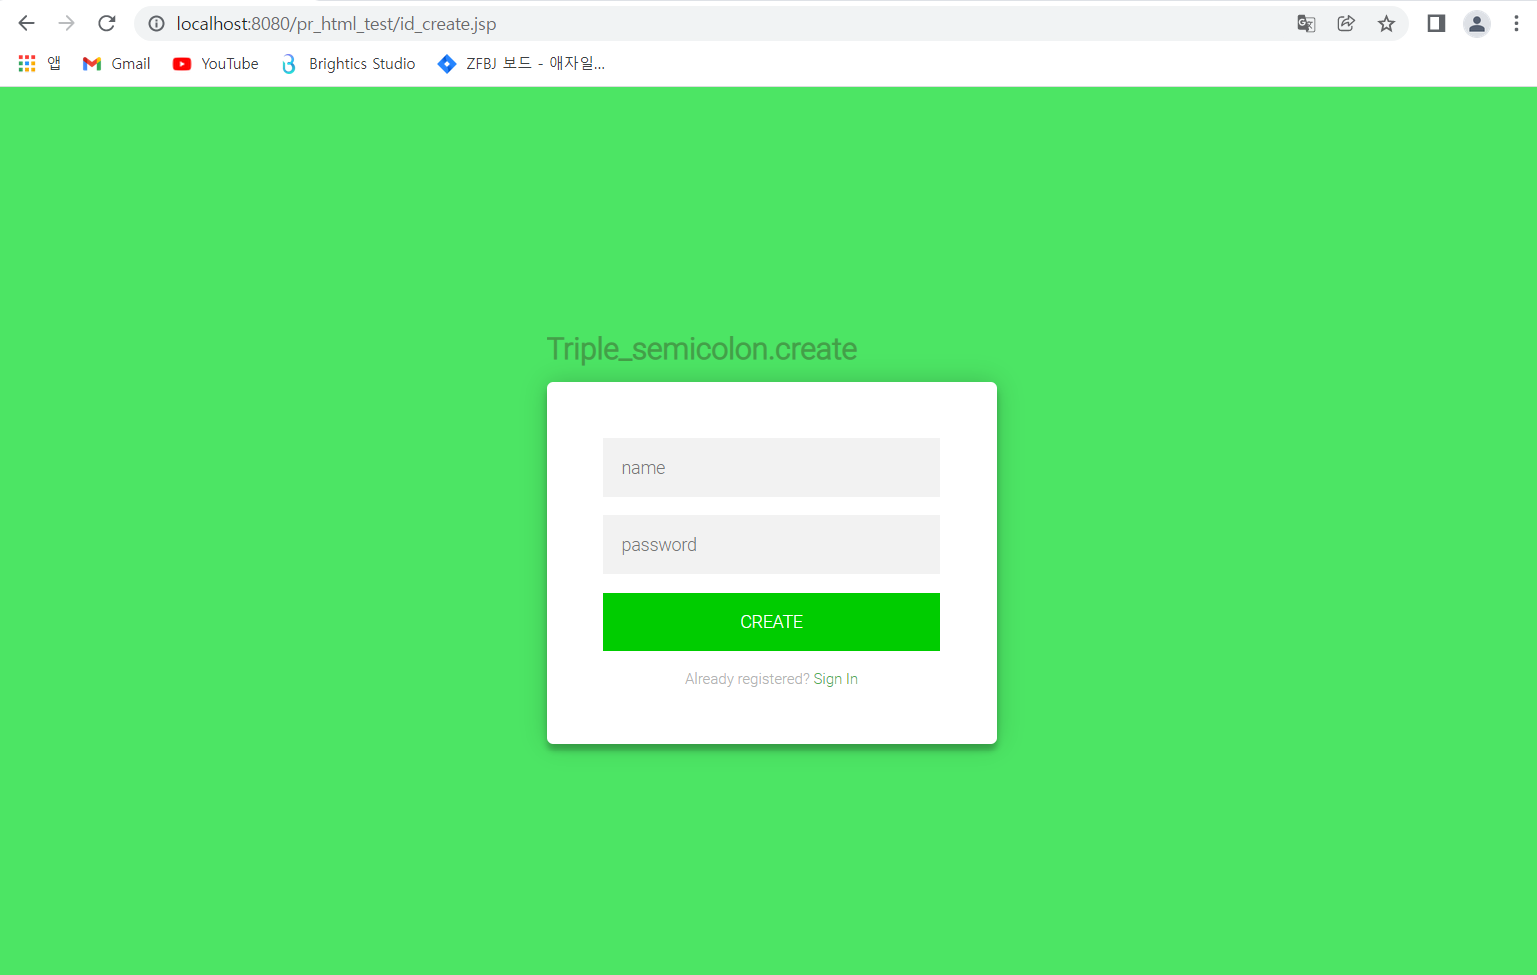 localhost:8080/pr_html_test/id_create.jsp
앱 Gmail YouTube Brightics Studio ZFBJ 보드 - 애자일...
Triple_semicolon.create
name
password
CREATE
Already registered? Sign In